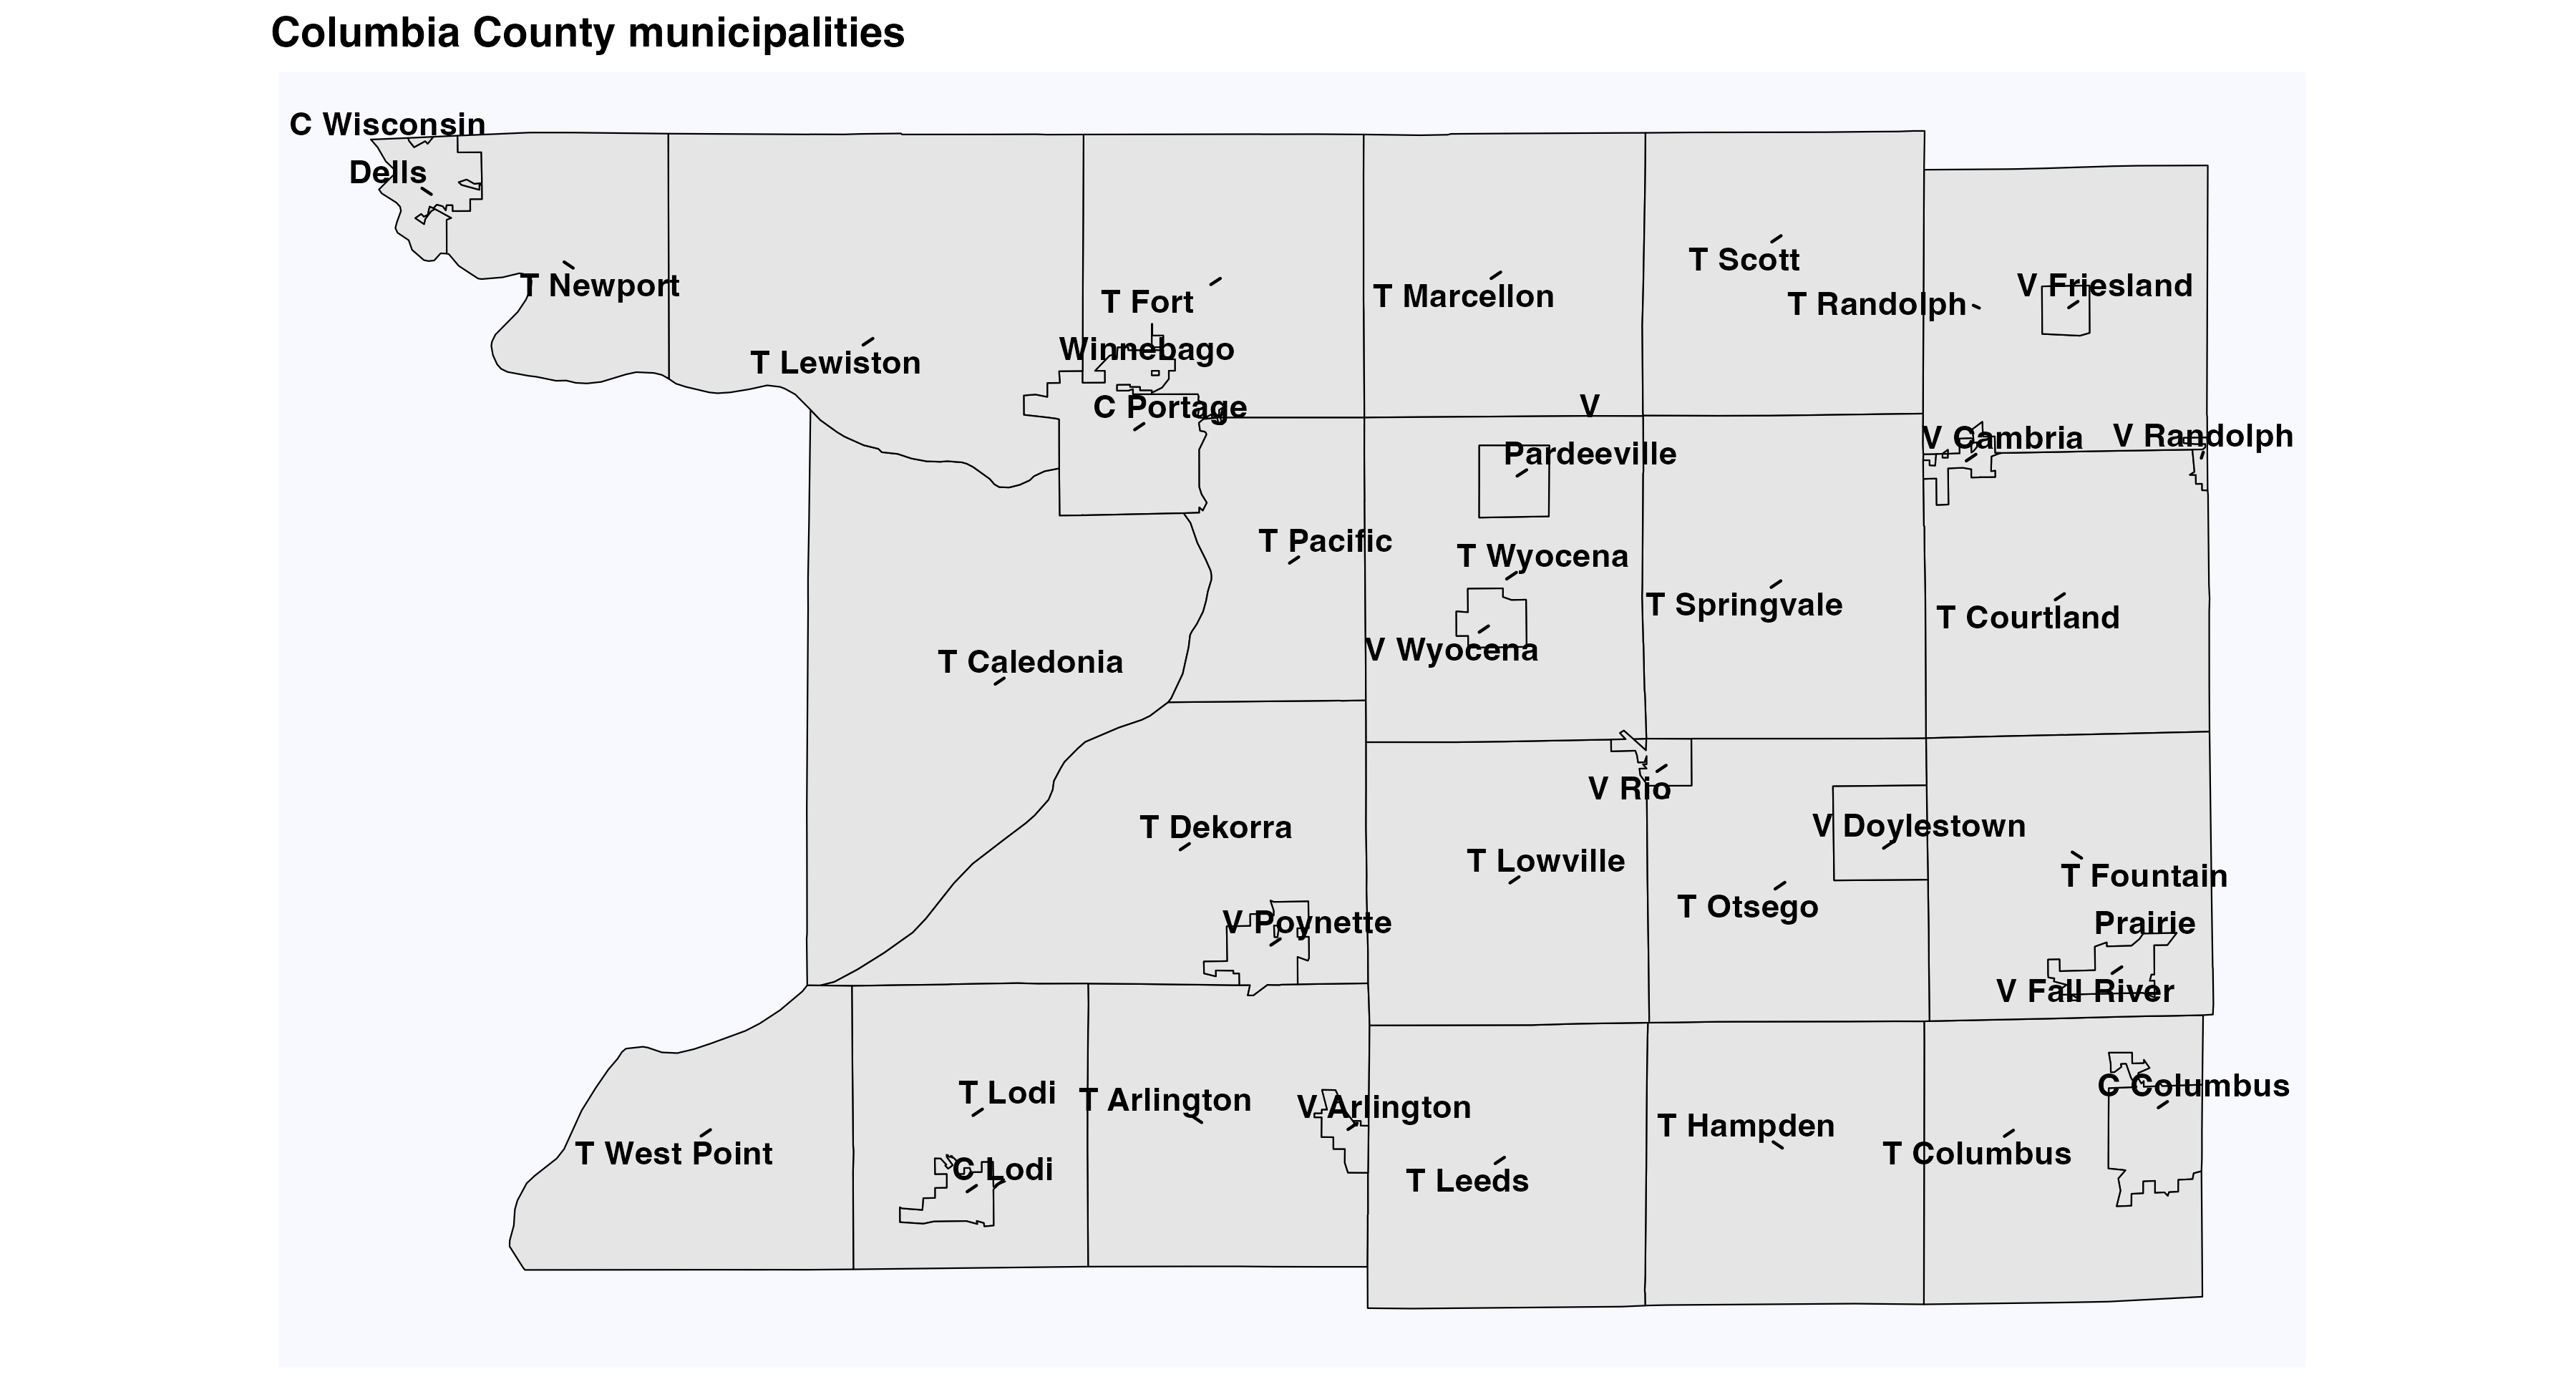 Columbia County municipalities
C Wisconsin
Dells
T Newport
T Lewiston
T Fort
Winnebago
C Portage
T Marcellon
T Scott
T Randolph
V Friesland
V
Pardeeville
V Cambria
V Randolph
T Pacific
T Wyocena
V Wyocena
T Springvale
T Courtland
T Caledonia
V Rio
T Dekorra
V Poynette
T Lowville
T Otsego
V Doylestown
T Fountain
Prairie
V Fall River
T Lodi
C Lodi
T Arlington
V Arlington
T West Point
T Leeds
T Hampden
T Columbus
C Columbus